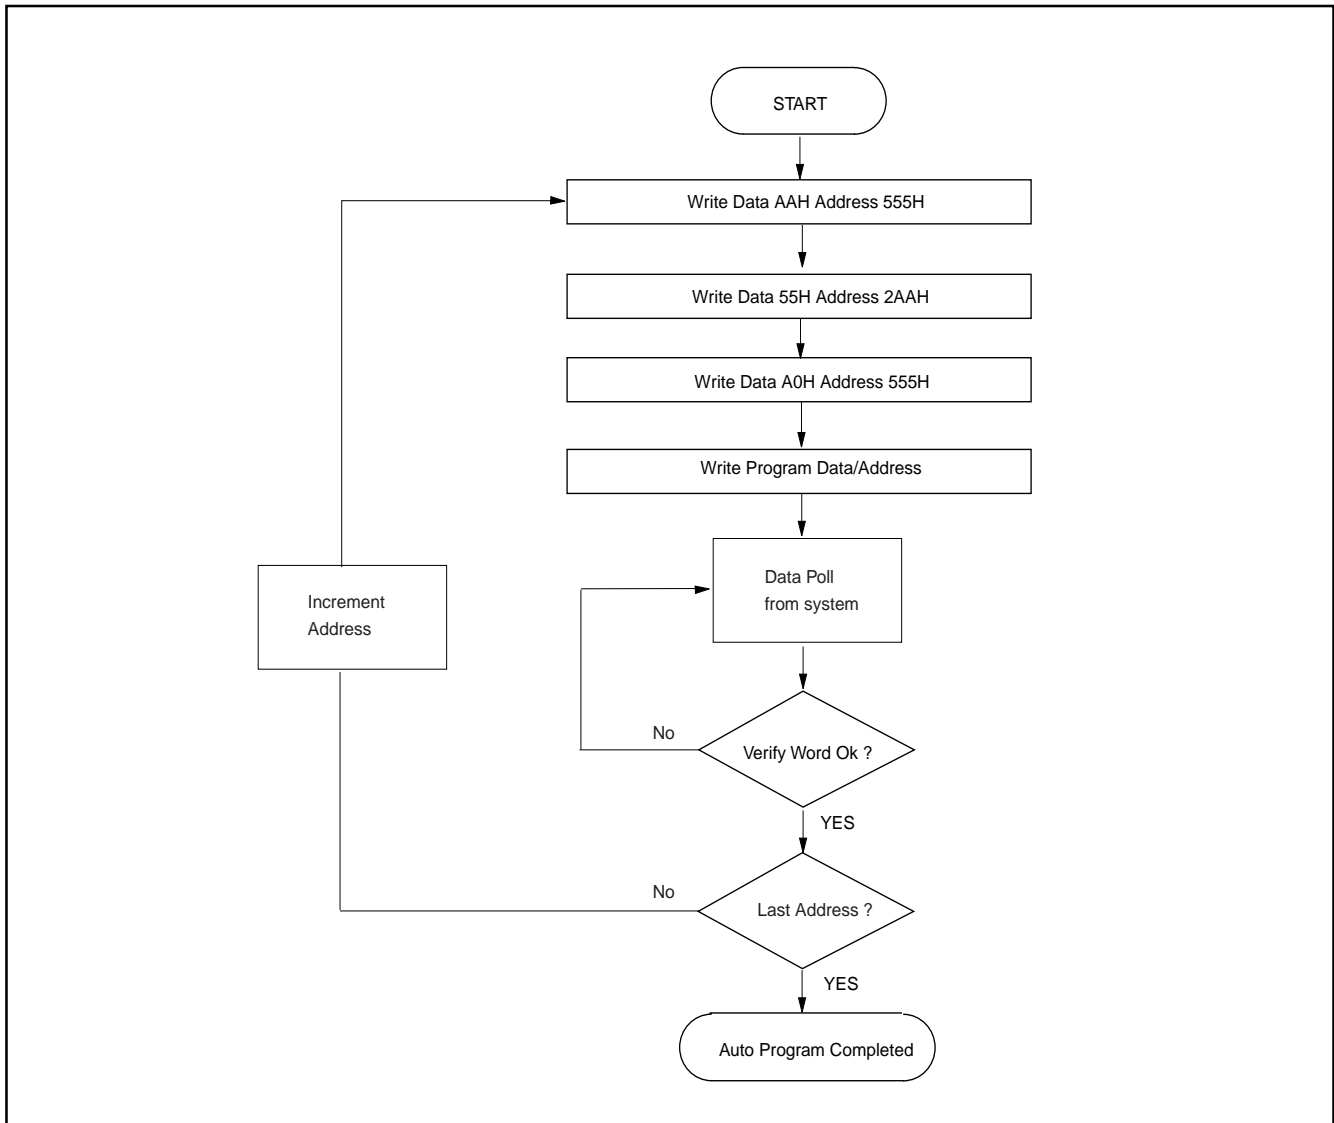 START
Write Data AAH Address 555H
Write Data 55H Address 2AAH
Write Data A0H Address 555H
Write Program Data/Address
Data Poll
from system
Increment
Address
No
Verify Word Ok ?
YES
No
Last Address ?
YES
Auto Program Completed